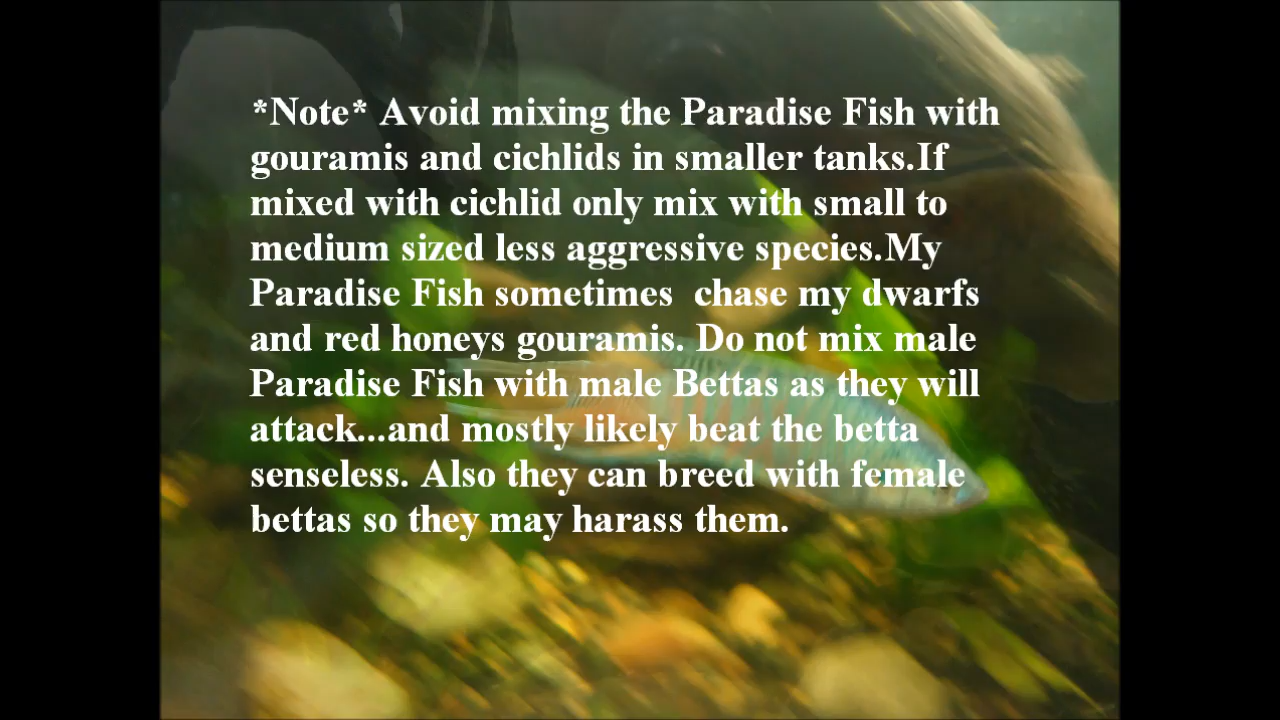 *Note* Avoid mixing the Paradise Fish with
gouramis and cichlids in smaller tanks.If
mixed with cichlid only mix with small to
medium sized less aggressive species.My
Paradise Fish sometimes  chase my dwarfs
and red honeys gouramis. Do not mix male
Paradise Fish with male Bettas as they will
attack...and mostly likely beat the betta
senseless. Also they can breed with female
bettas so they may harass them.